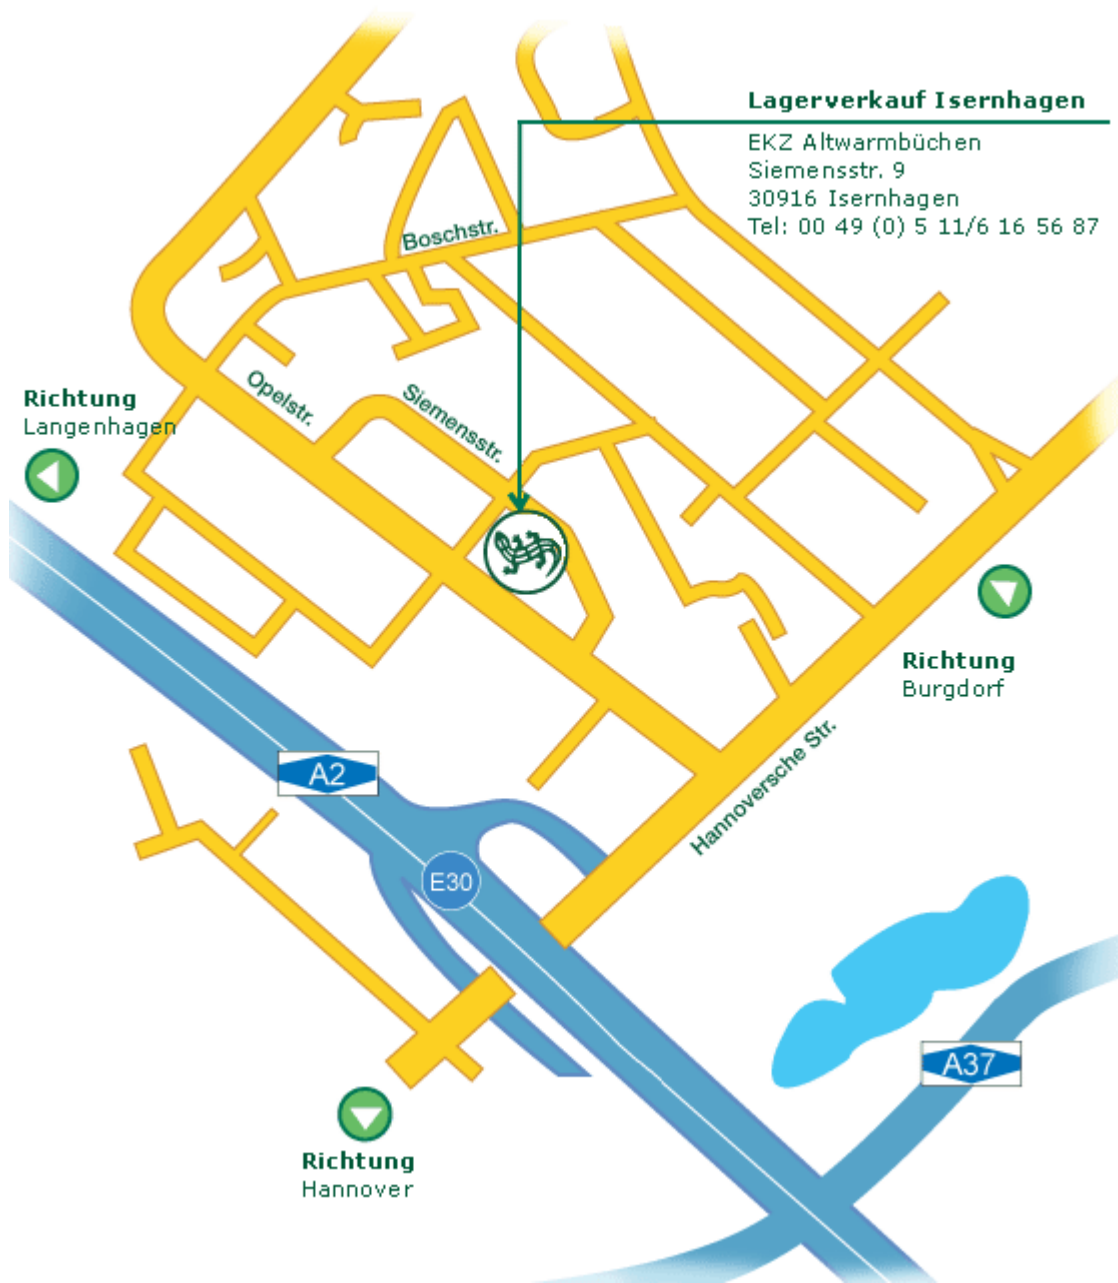 Lagerverkauf Isernhagen
EKZ Altwarmbüchen
Siemensstr. 9
30916 Isernhagen
Tel: 00 49 (0) 5 11/6 16 56 87
Boschstr.
Opelstr.
Siemensstr.
Richtung
Langenhagen
Richtung
Burgdorf
Hannoversche Str.
A2
E30
A37
Richtung
Hannover